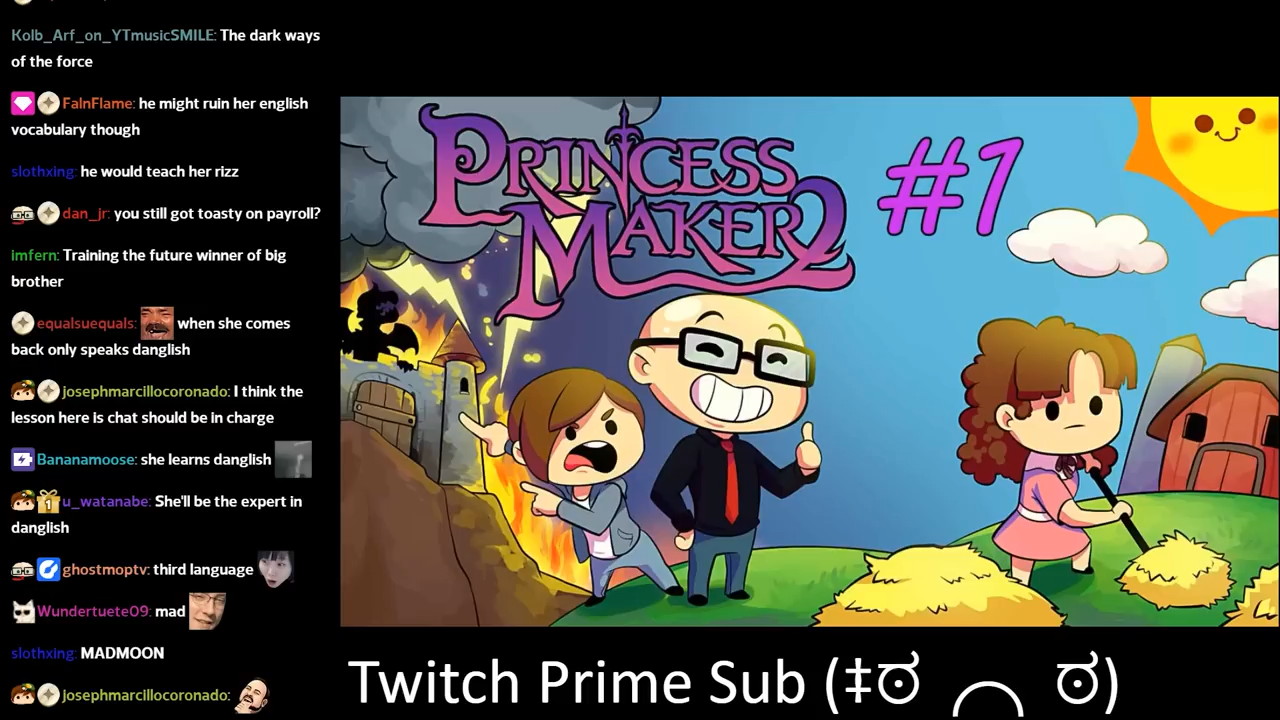 Kolb_Arf_on_YTmusicSMILE: The dark ways
of the force
FalnFlame: he might ruin her english
vocabulary though
slothxing: he would teach her rizz
dan_jr: you still got toasty on payroll?
imfern: Training the future winner of big
brother
equalsuequals: when she comes
back only speaks danglish
josephmarcillocoronado: I think the
lesson here is chat should be in charge
Bananamoose: she learns danglish
u_watanabe: She'll be the expert in
danglish
ghostmoptv: third language
Wundertuete09: mad
slothxing: MADMOON
josephmarcillocoronado:
PRINCESS
MAKER 2
#1
Twitch Prime Sub (‡ಠ ╭╮ ಠ)